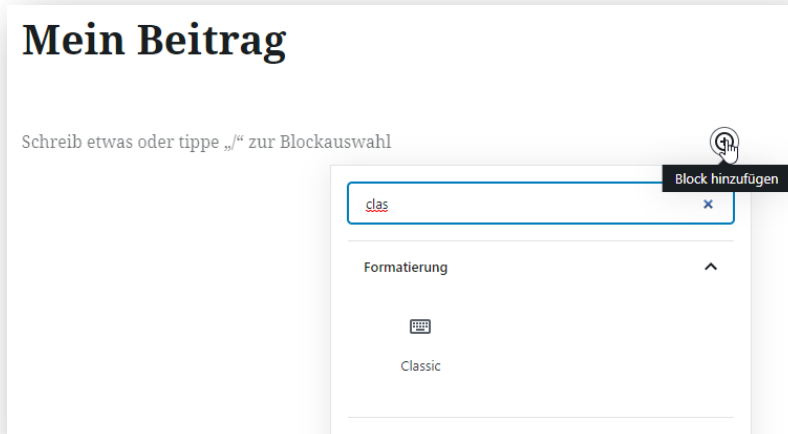 Mein Beitrag
Schreib etwas oder tippe „/“ zur Blockauswahl
Block hinzufügen
clas
Formatierung
Classic